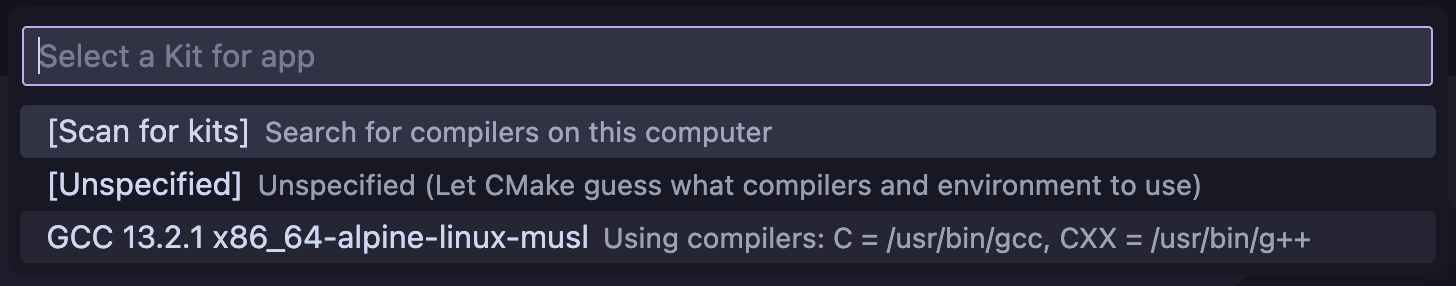 Select a Kit for app
[Scan for kits] Search for compilers on this computer
[Unspecified] Unspecified (Let CMake guess what compilers and environment to use)
GCC 13.2.1 x86_64-alpine-linux-musl Using compilers: C = /usr/bin/gcc, CXX = /usr/bin/g++